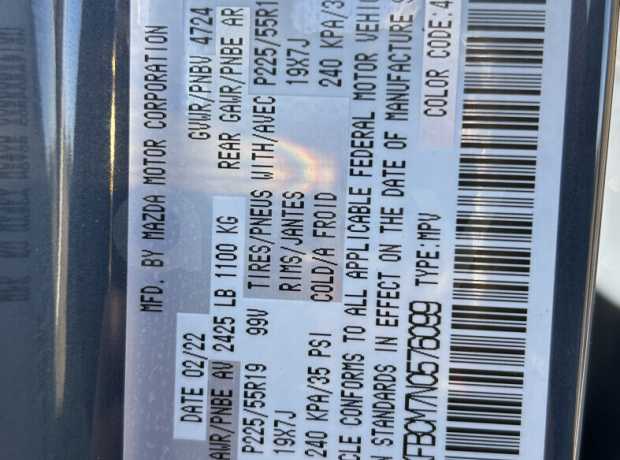 MFD. BY MAZDA MOTOR CORPORATION
DATE 02/22 GVWR/PNBV 4724
AWR/PNBE AV 2425 LB 1100 KG REAR GAWR/PNBE AR
P225/55R19 99V TIRES/PNEUS WITH/AVEC P225/55R1
19X7J RIMS/JANTES 19X7J
240 KPA/35 PSI COLD/A FROID 240 KPA/3
CLE CONFORMS TO ALL APPLICABLE FEDERAL MOTOR VEHI
STANDARDS IN EFFECT ON THE DATE OF MANUFACTURE S
FBCM7N0576099 TYPE:MPV COLOR CODE:4